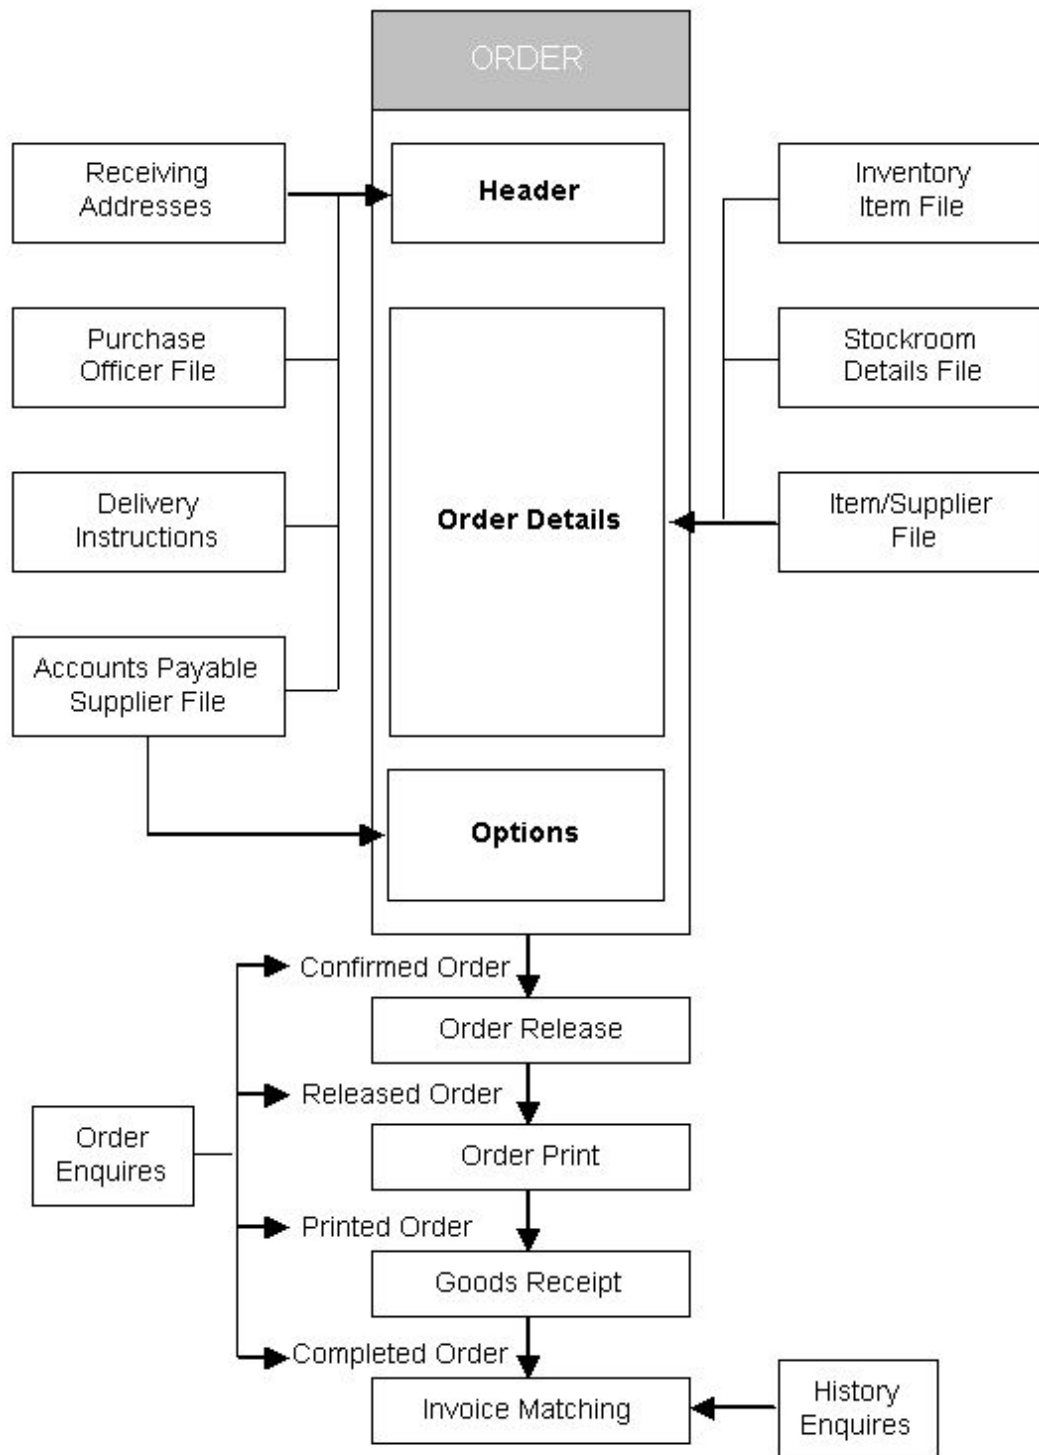 ORDER
Receiving
Addresses
Header
Inventory
Item File
Purchase
Officer File
Stockroom
Details File
Delivery
Instructions
Order Details
Item/Supplier
File
Accounts Payable
Supplier File
Options
Confirmed Order
Order Release
Released Order
Order
Enquires
Order Print
Printed Order
Goods Receipt
Completed Order
Invoice Matching
History
Enquires